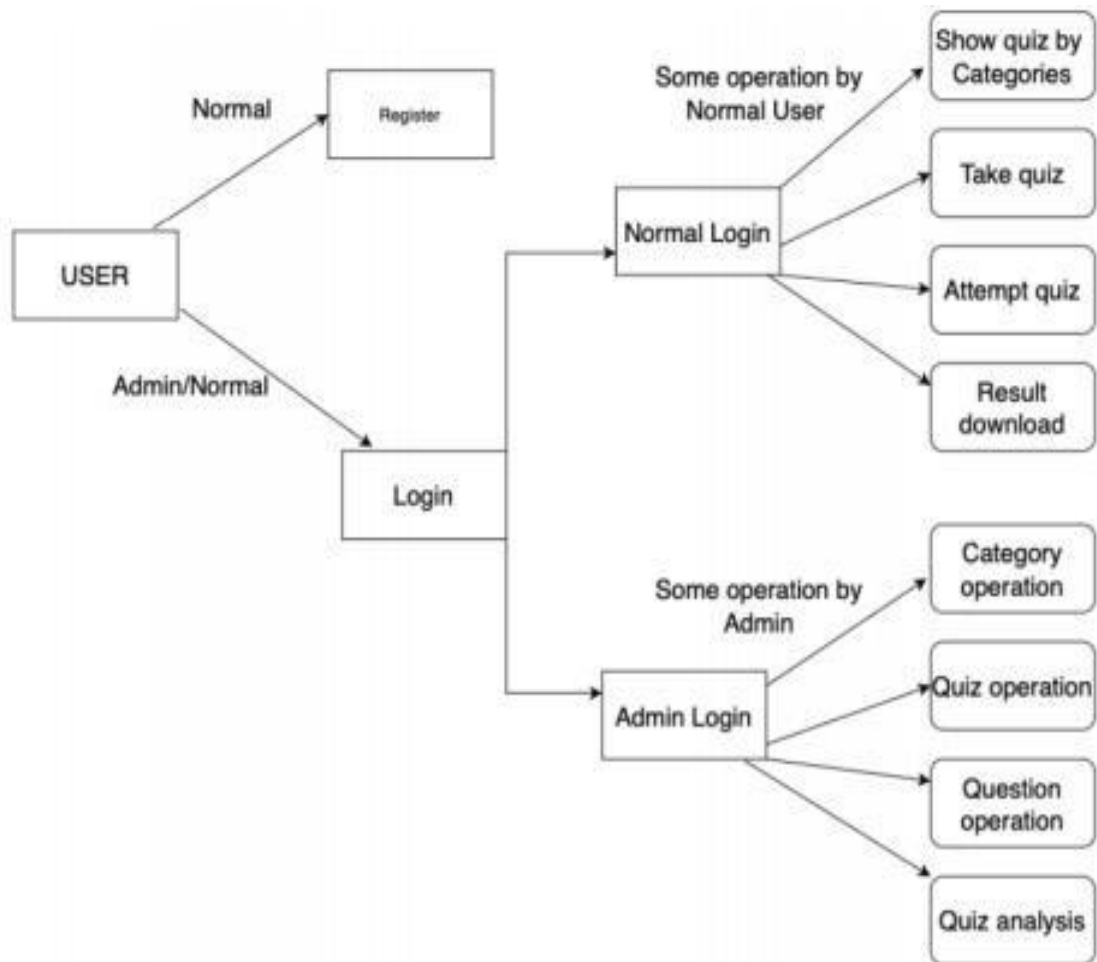 Normal
Register
USER
Admin/Normal
Login
Some operation by
Normal User
Normal Login
Show quiz by
Categories
Take quiz
Attempt quiz
Result
download
Some operation by
Admin
Admin Login
Category
operation
Quiz operation
Question
operation
Quiz analysis